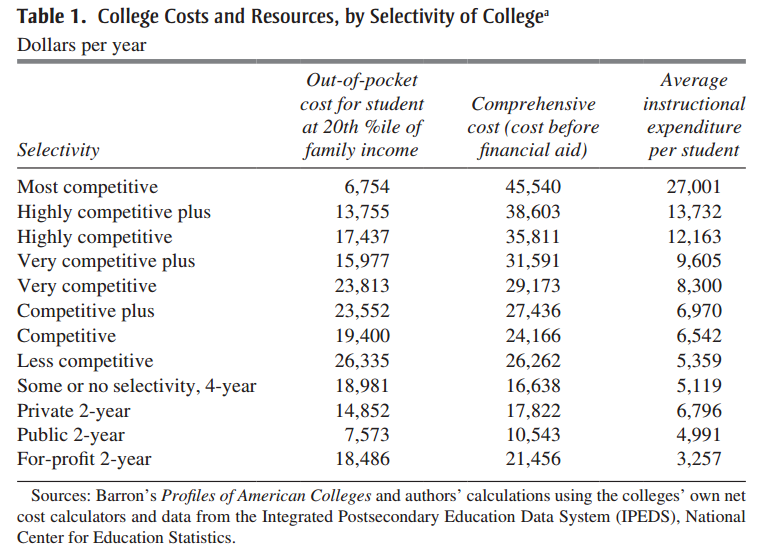 Table 1. College Costs and Resources, by Selectivity of Collegeᵃ
Dollars per year
Out-of-pocket
cost for student Comprehensive Average
at 20th %ile of cost (cost before instructional
expenditure
Selectivity family income financial aid) per student
Most competitive 6,754 45,540 27,001
Highly competitive plus 13,755 38,603 13,732
Highly competitive 17,437 35,811 12,163
Very competitive plus 15,977 31,591 9,605
Very competitive 23,813 29,173 8,300
Competitive plus 23,552 27,436 6,970
Competitive 19,400 24,166 6,542
Less competitive 26,335 26,262 5,359
Some or no selectivity, 4-year 18,981 16,638 5,119
Private 2-year 14,852 17,822 6,796
Public 2-year 7,573 10,543 4,991
For-profit 2-year 18,486 21,456 3,257
Sources: Barron's Profiles of American Colleges and authors' calculations using the colleges' own net
cost calculators and data from the Integrated Postsecondary Education Data System (IPEDS), National
Center for Education Statistics.